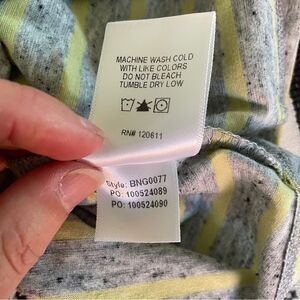 MACHINE WASH COLD
WITH LIKE COLORS
DO NOT BLEACH
TUMBLE DRY LOW
RN# 120611
Style: BNG0077
PO: 100524089
PO: 100524090